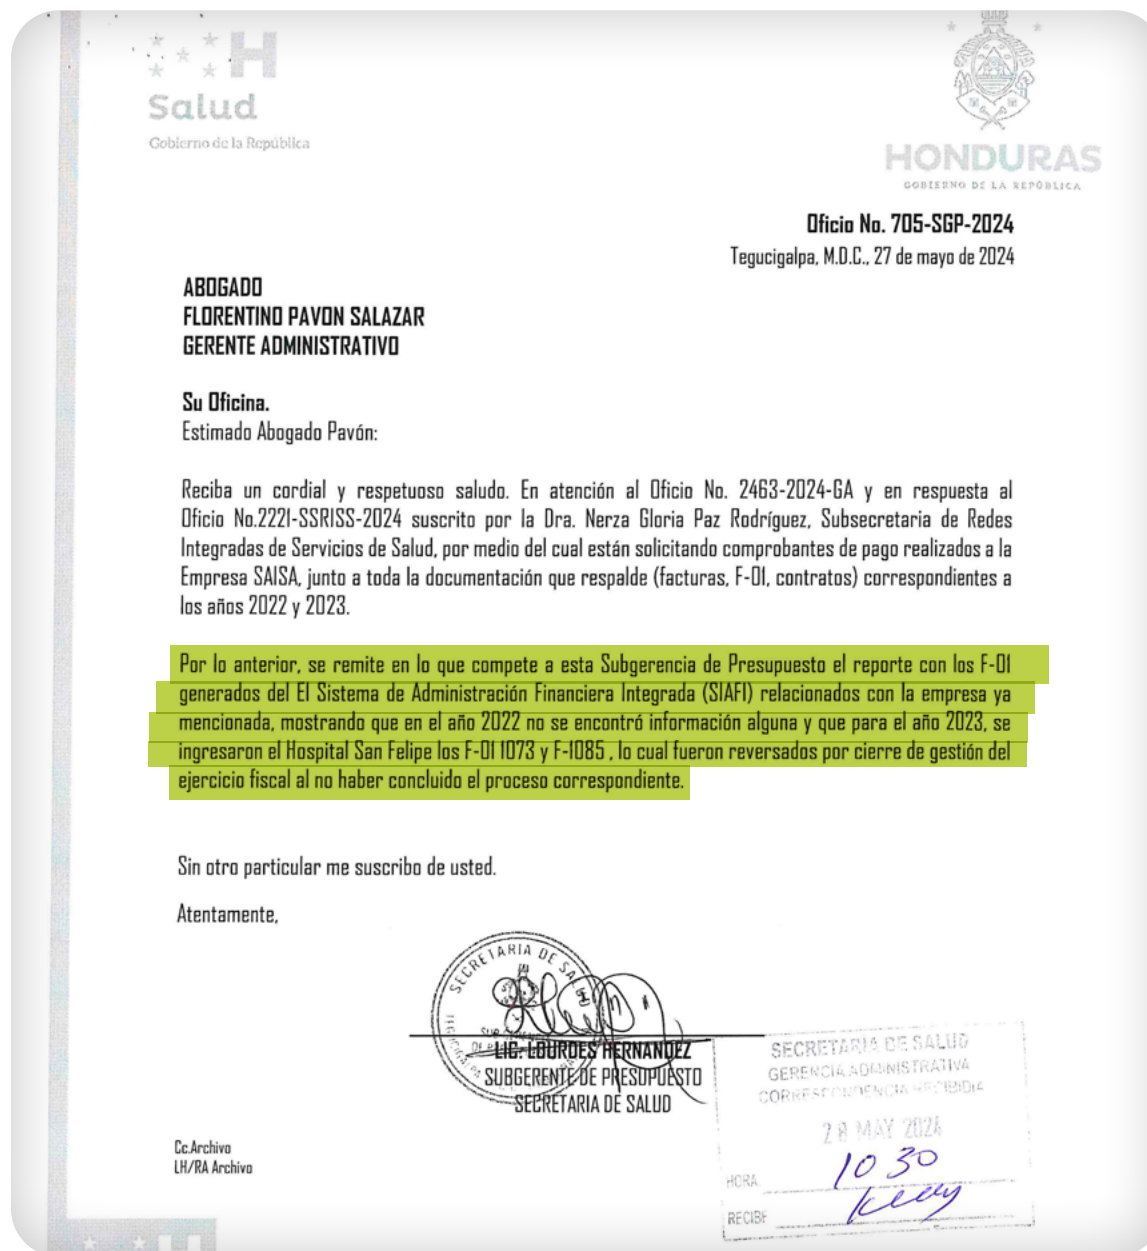 H
Salud
Gobierno de la República
HONDURAS
GOBIERNO DE LA REPÚBLICA
Oficio No. 705-SGP-2024
Tegucigalpa, M.D.C., 27 de mayo de 2024
ABOGADO
FLORENTINO PAVON SALAZAR
GERENTE ADMINISTRATIVO
Su Oficina.
Estimado Abogado Pavón:
Reciba un cordial y respetuoso saludo. En atención al Oficio No. 2463-2024-GA y en respuesta al
Oficio No.2221-SSRISS-2024 suscrito por la Dra. Nerza Gloria Paz Rodríguez, Subsecretaria de Redes
Integradas de Servicios de Salud, por medio del cual están solicitando comprobantes de pago realizados a la
Empresa SAISA, junto a toda la documentación que respalde (facturas, F-01, contratos) correspondientes a
los años 2022 y 2023.
Por lo anterior, se remite en lo que compete a esta Subgerencia de Presupuesto el reporte con los F-01
generados del El Sistema de Administración Financiera Integrada (SIAFI) relacionados con la empresa ya
mencionada, mostrando que en el año 2022 no se encontró información alguna y que para el año 2023, se
ingresaron el Hospital San Felipe los F-01 1073 y F-1085 , lo cual fueron reversados por cierre de gestión del
ejercicio fiscal al no haber concluido el proceso correspondiente.
Sin otro particular me suscribo de usted.
Atentamente,
SECRETARIA DE SALUD
LIC. LOURDES HERNANDEZ
SUBGERENTE DE PRESUPUESTO
SECRETARIA DE SALUD
SECRETARIA DE SALUD
GERENCIA ADMINISTRATIVA
CORRESPONDENCIA RECIBIDIA
28 MAY 2024
HORA 10 30
RECIBE
Cc.Archivo
LH/RA Archivo
H